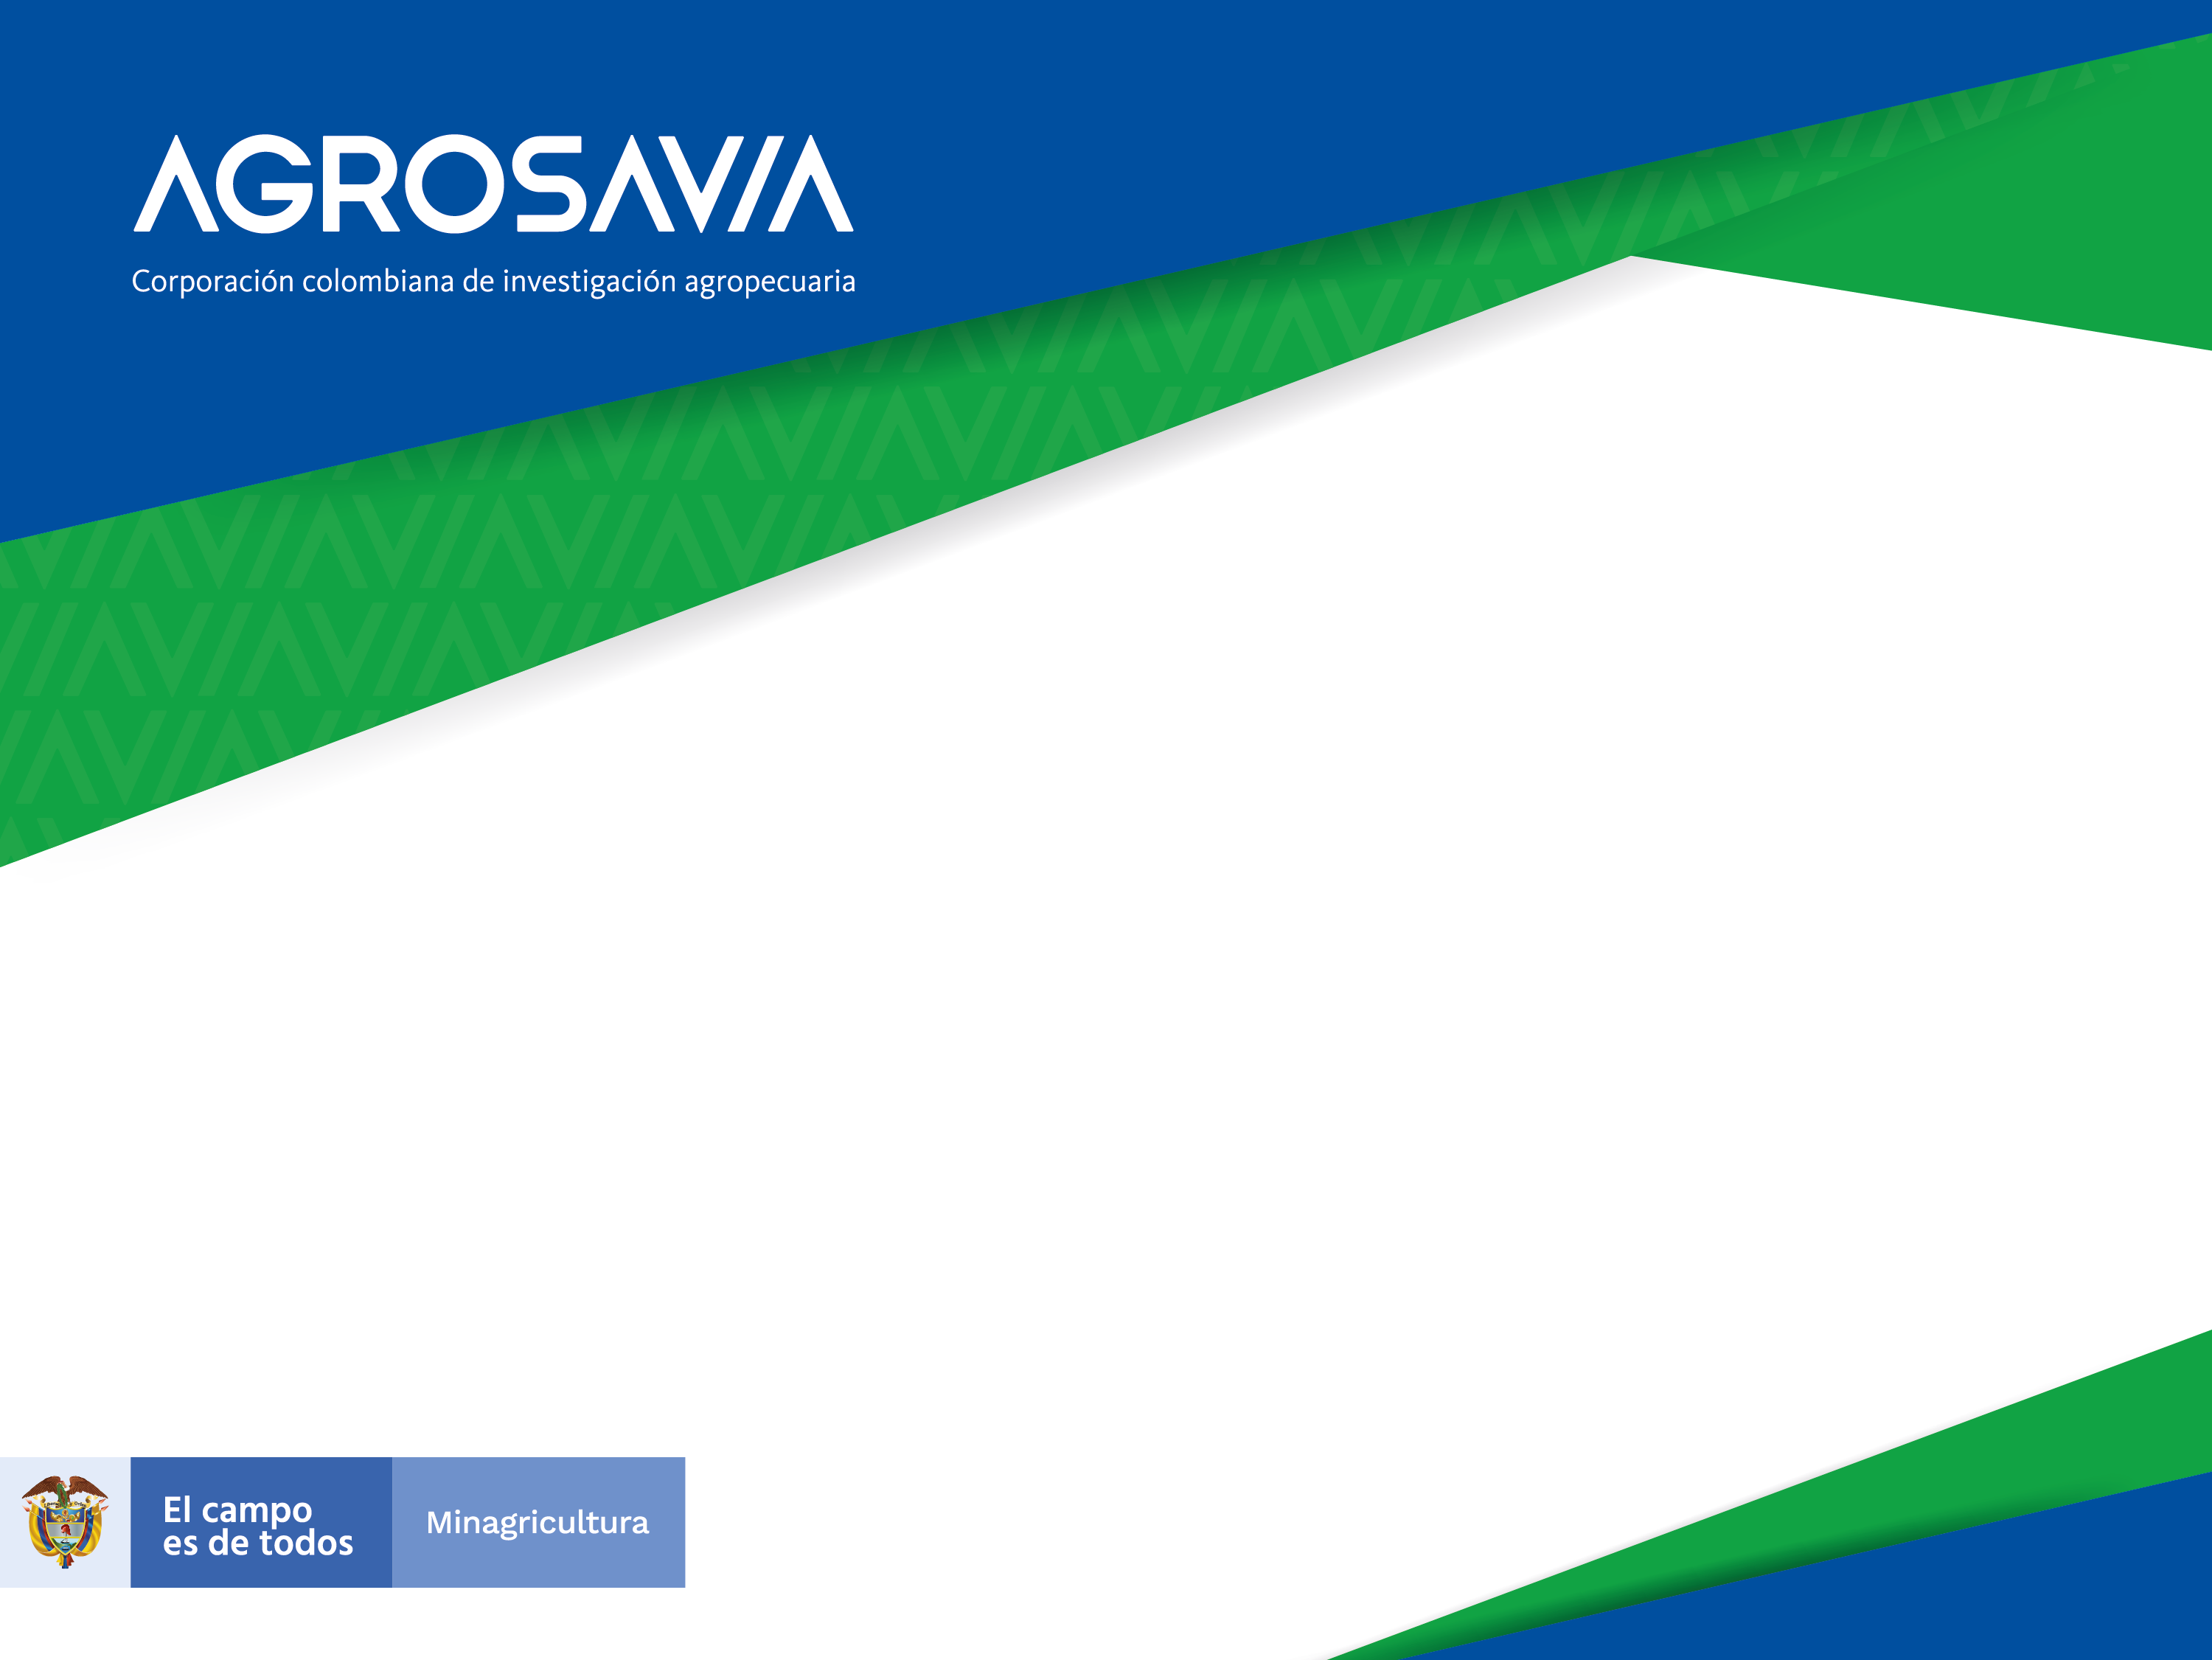 AGROSAVIA
Corporación colombiana de investigación agropecuaria
El campo
es de todos
Minagricultura